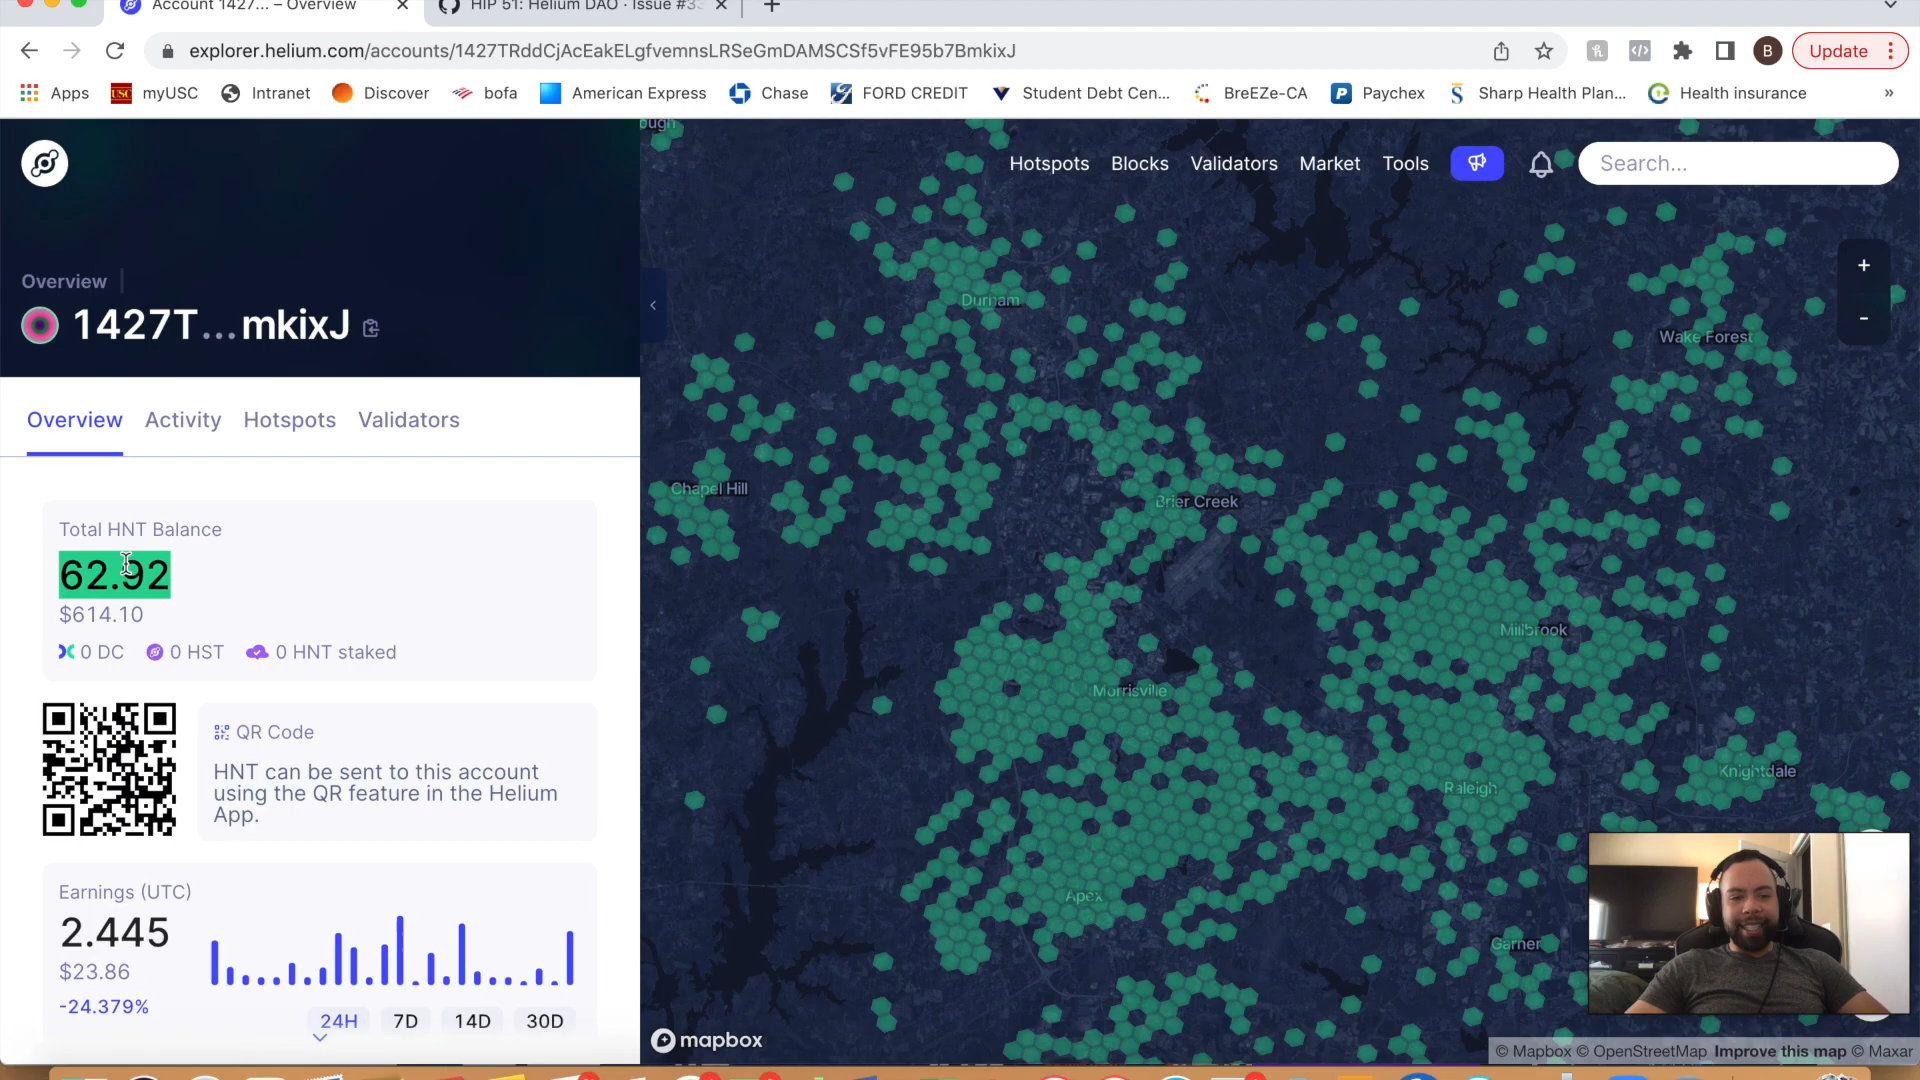 Account 1427... – Overview
HIP 51: Helium DAO · Issue #33
explorer.helium.com/accounts/1427TRddCjAcEakELgfvemnsLRSeGmDAMSCSf5vFE95b7BmkixJ
B
Update
Apps
myUSC
Intranet
Discover
bofa
American Express
Chase
FORD CREDIT
Student Debt Cen...
BreEZe-CA
Paychex
Sharp Health Plan...
Health insurance
»
Hotspots
Blocks
Validators
Market
Tools
Search...
Overview
1427T...mkixJ
Overview
Activity
Hotspots
Validators
Total HNT Balance
62.92
$614.10
0 DC
0 HST
0 HNT staked
QR Code
HNT can be sent to this account
using the QR feature in the Helium
App.
Earnings (UTC)
2.445
$23.86
-24.379%
24H
7D
14D
30D
ough
Durham
Wake Forest
Chapel Hill
Brier Creek
Millbrook
Morrisville
Knightdale
Raleigh
Apex
Garner
+
-
mapbox
© Mapbox © OpenStreetMap Improve this map © Maxar